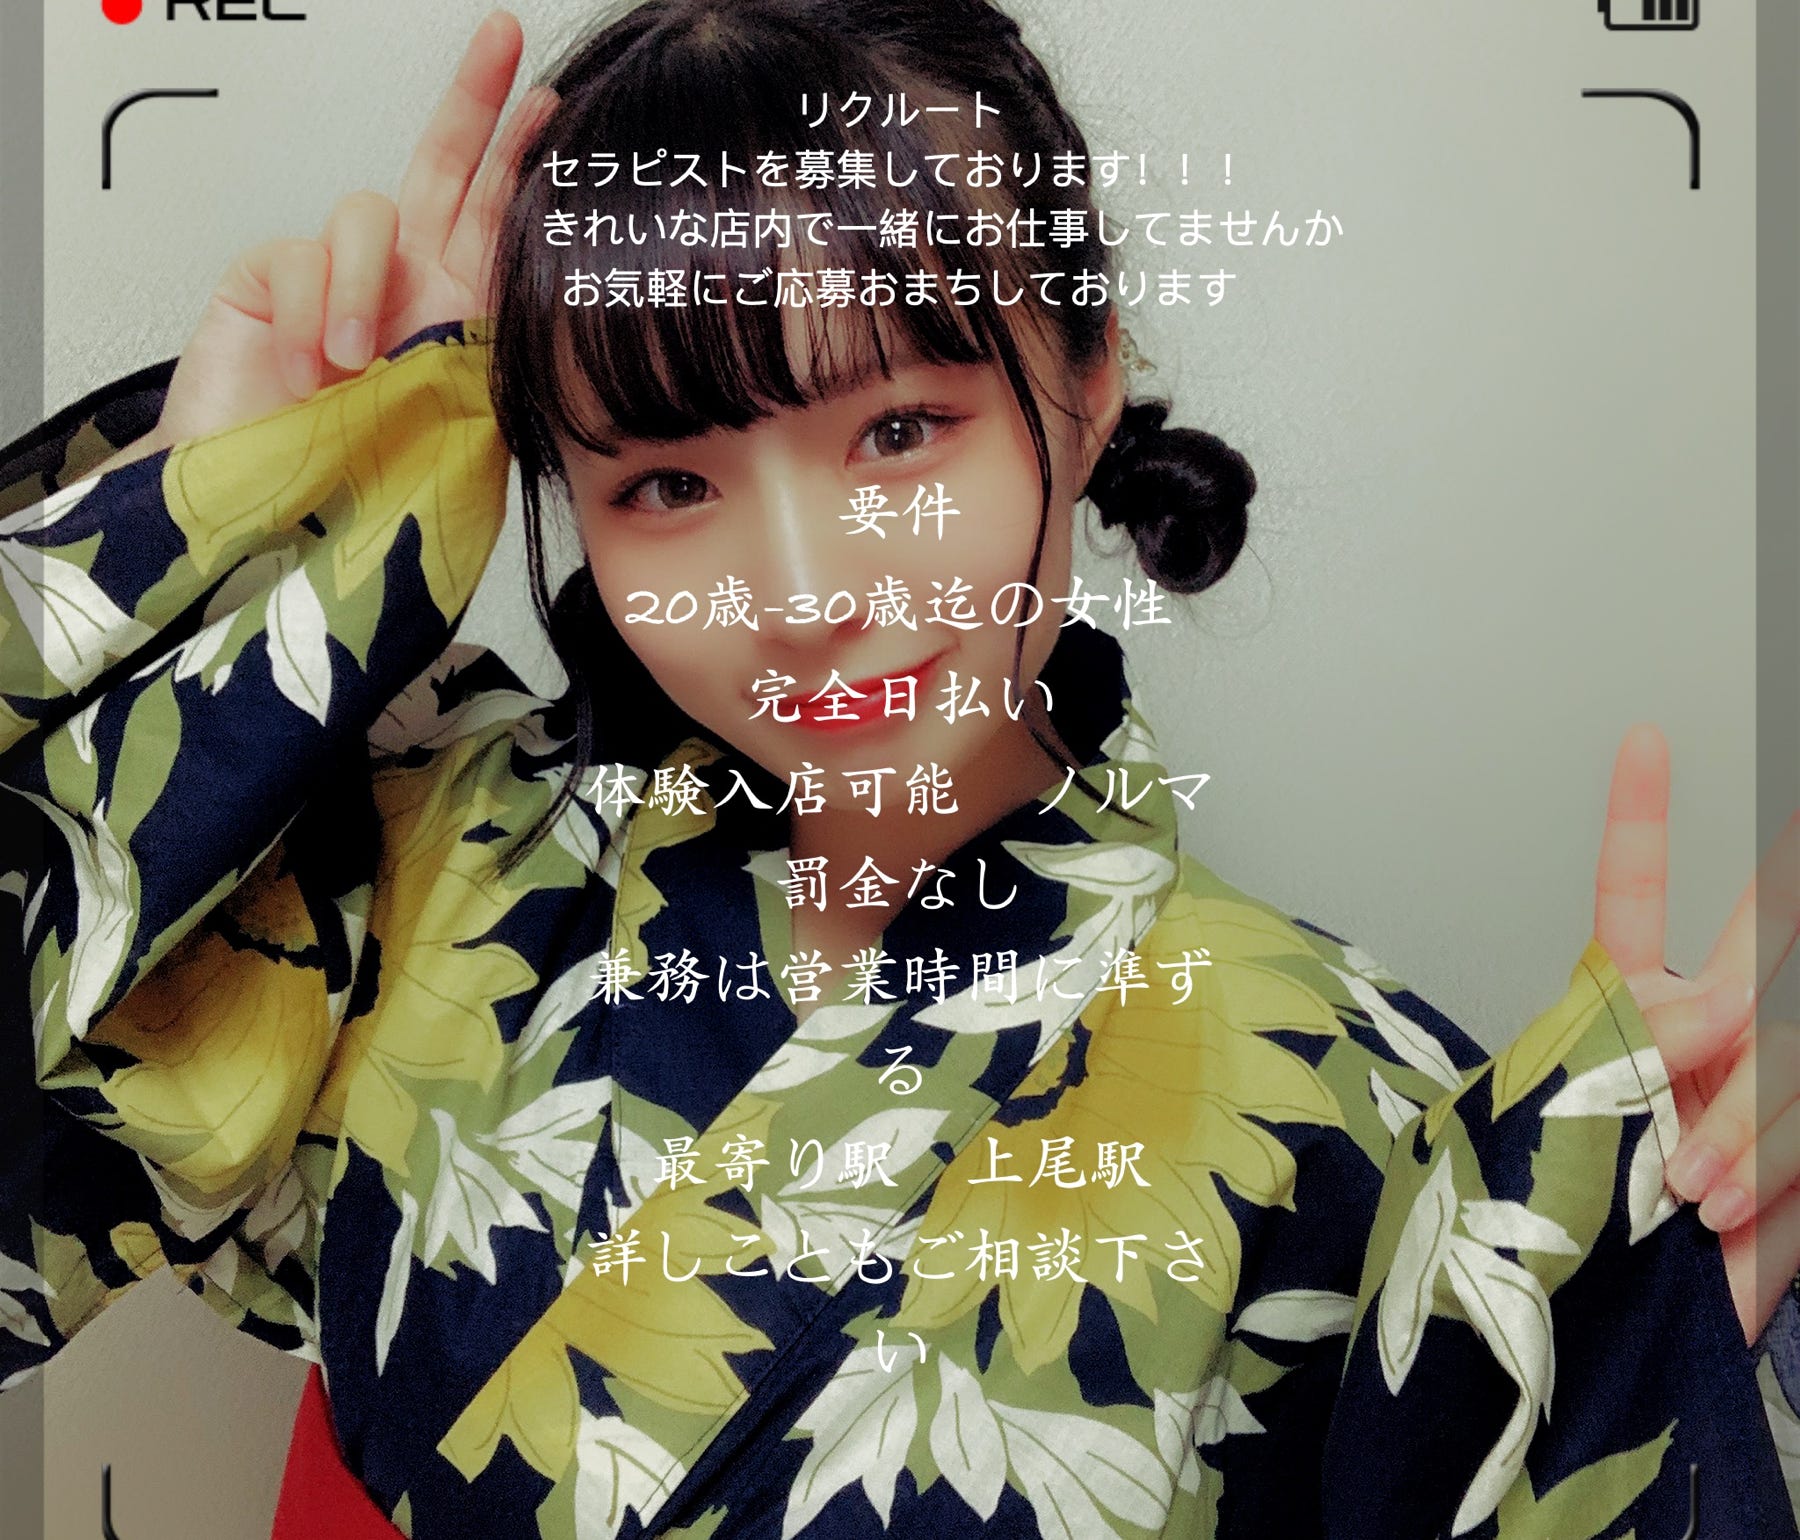 REC
リクルート
セラピストを募集しております！！！
きれいな店内で一緒にお仕事してませんか
お気軽にご応募おまちしております
要件
20歳-30歳迄の女性
完全日払い
体験入店可能　ノルマ
罰金なし
兼務は営業時間に準ず
る
最寄り駅　上尾駅
詳しこともご相談下さ
い